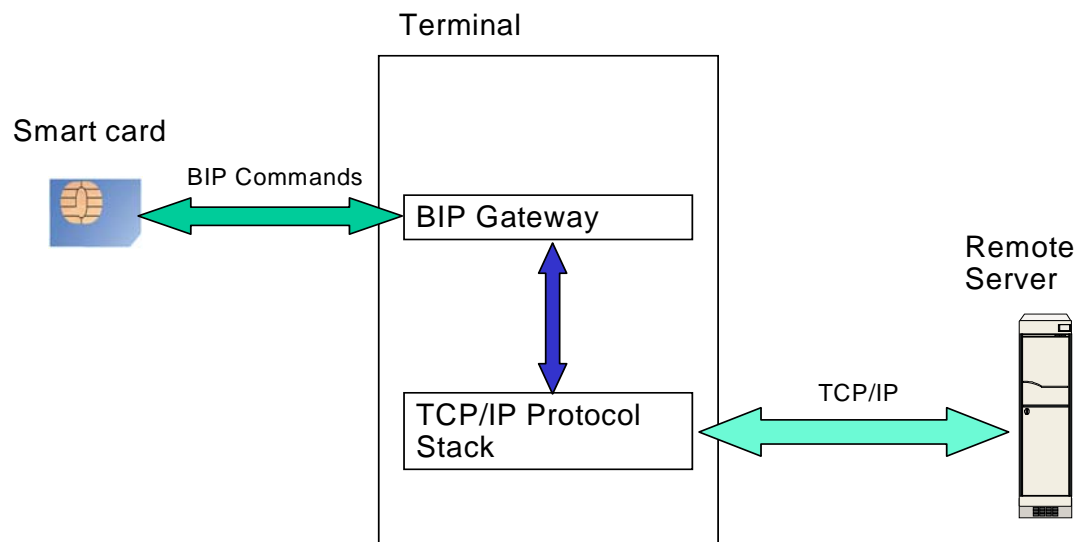 Terminal
Smart card
BIP Commands
BIP Gateway
Remote
Server
TCP/IP
TCP/IP Protocol
Stack